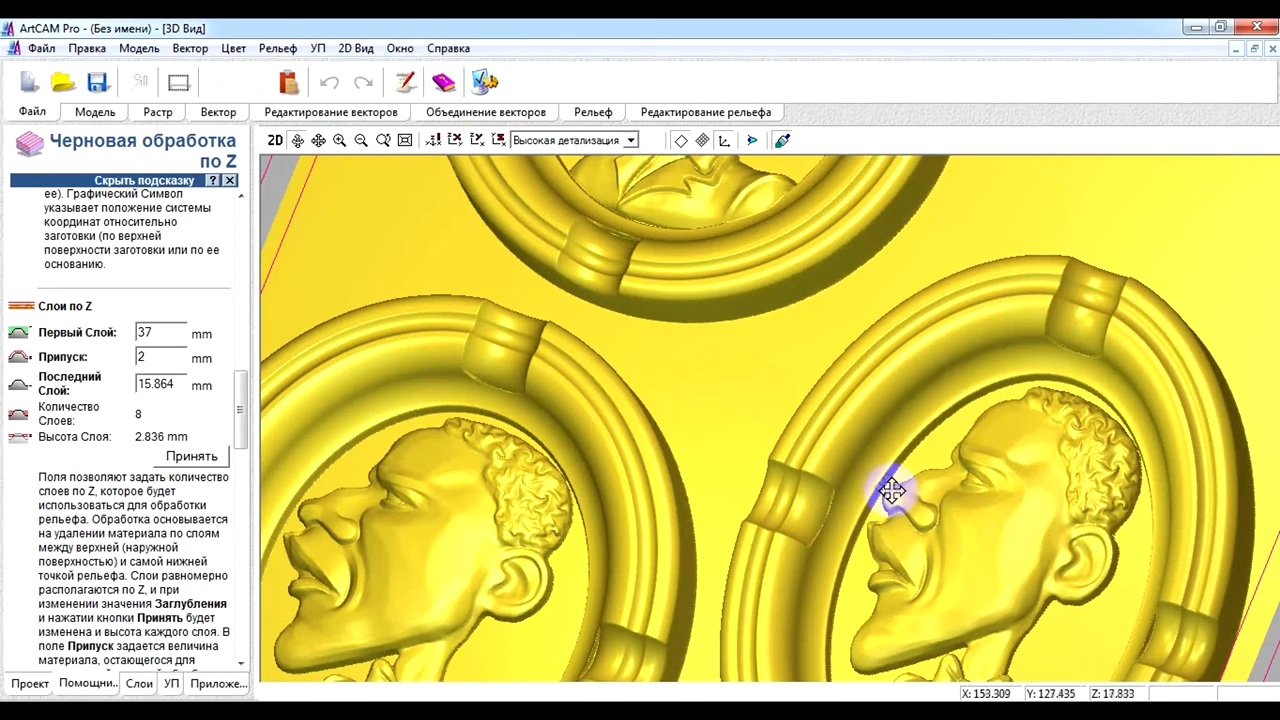 ArtCAM Pro - (Без имени) - [3D Вид]
Файл Правка Модель Вектор Цвет Рельеф УП 2D Вид Окно Справка
Файл Модель Растр Вектор Редактирование векторов Объединение векторов Рельеф Редактирование рельефа
Черновая обработка
по Z
2D Высокая детализация
Скрыть подсказку ?
ее). Графический Символ
указывает положение системы
координат относительно
заготовки (по верхней
поверхности заготовки или по ее
основанию.
Слои по Z
Первый Слой: 37 mm
Припуск: 2 mm
Последний
Слой: 15.864 mm
Количество
Слоев: 8
Высота Слоя: 2.836 mm
Принять
Поля позволяют задать количество
слоев по Z, которое будет
использоваться для обработки
рельефа. Обработка основывается
на удалении материала по слоям
между верхней (наружной
поверхностью) и самой нижней
точкой рельефа. Слои равномерно
располагаются по Z, и при
изменении значения Заглубления
и нажатии кнопки Принять будет
изменена и высота каждого слоя. В
поле Припуск задается величина
материала, остающегося для
Проект Помощни... Слои УП Приложе...
X: 153.309 Y: 127.435 Z: 17.833